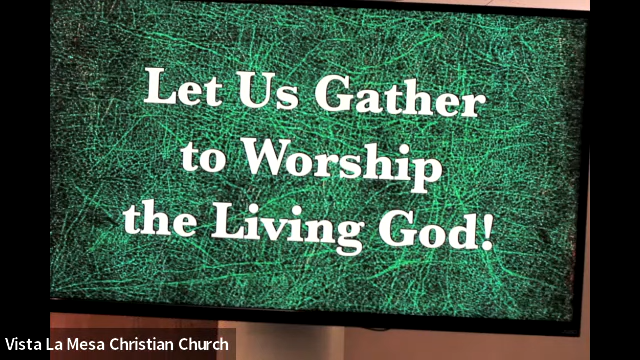 Let Us Gather
to Worship
the Living God!
Vista La Mesa Christian Church